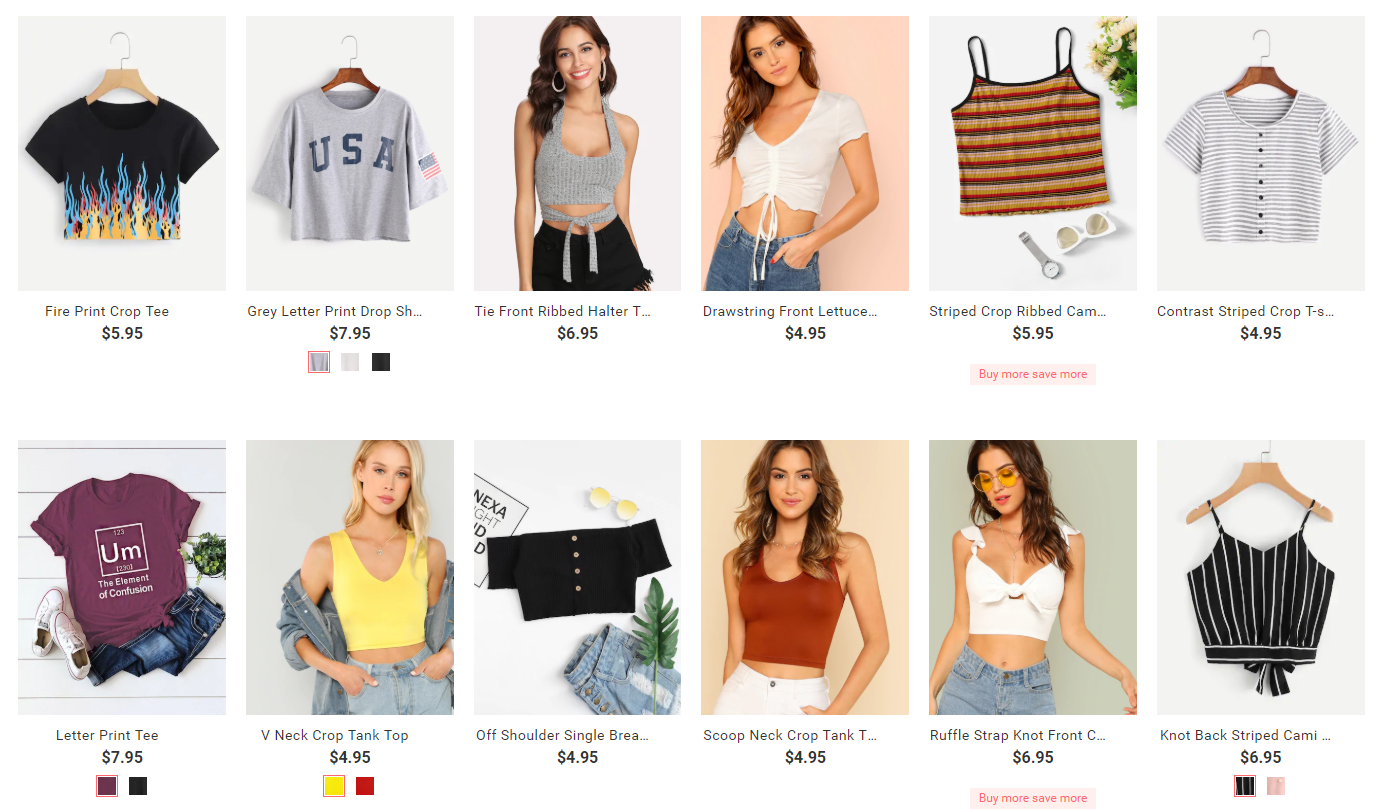 USA
Fire Print Crop Tee
$5.95
Grey Letter Print Drop Sh...
$7.95
Tie Front Ribbed Halter T...
$6.95
Drawstring Front Lettuce...
$4.95
Striped Crop Ribbed Cam...
$5.95
Buy more save more
Contrast Striped Crop T-s...
$4.95
123
Um
[230]
The Element
of Confusion
NEXA
Letter Print Tee
$7.95
V Neck Crop Tank Top
$4.95
Off Shoulder Single Brea...
$4.95
Scoop Neck Crop Tank T...
$4.95
Ruffle Strap Knot Front C...
$6.95
Buy more save more
Knot Back Striped Cami ...
$6.95